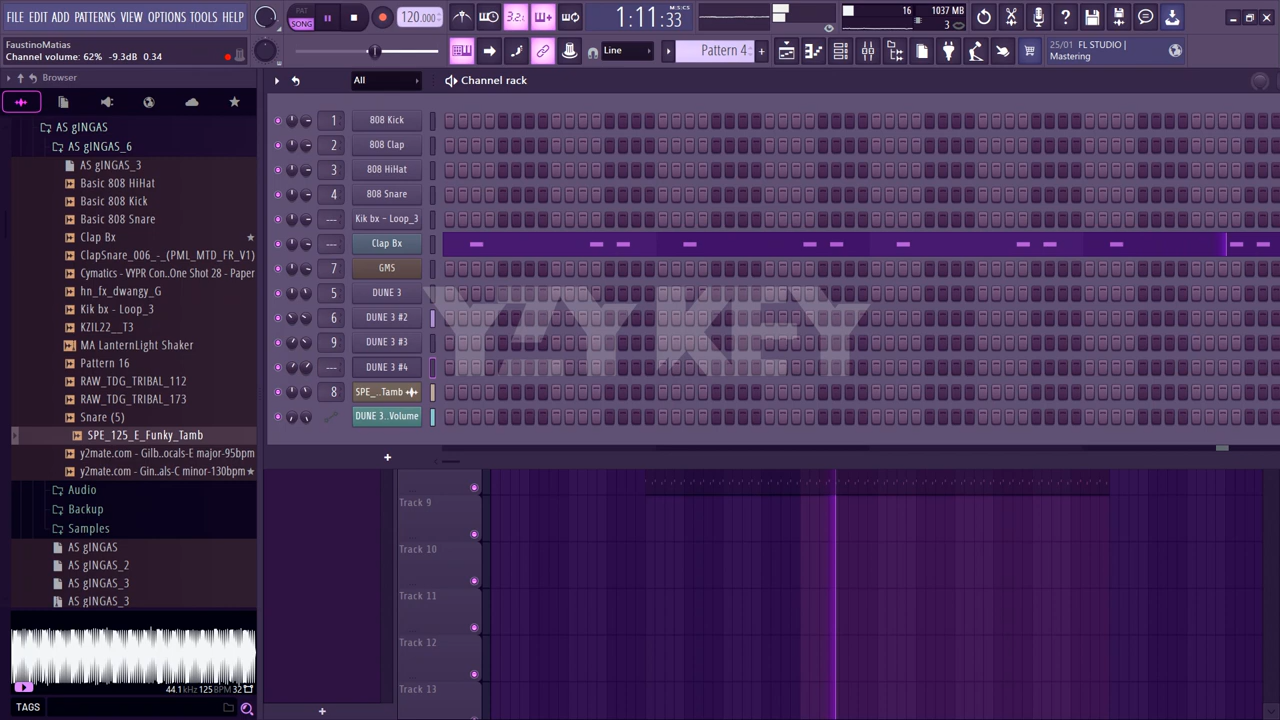 FILE EDIT ADD PATTERNS VIEW OPTIONS TOOLS HELP
PAT
SONG
120.000
3.2.
1:11:33
M:S:CS
16
1037 MB
3
FaustinoMatias
Channel volume: 62% -9.3dB 0.34
Line
Pattern 4
25/01 FL STUDIO |
Mastering
Browser
All
Channel rack
AS gINGAS
AS gINGAS_6
AS gINGAS_3
Basic 808 HiHat
Basic 808 Kick
Basic 808 Snare
Clap Bx
ClapSnare_006_-_(PML_MTD_FR_V1)
Cymatics - VYPR Con..One Shot 28 - Paper
hn_fx_dwangy_G
Kik bx - Loop_3
KZIL22__T3
MA LanternLight Shaker
Pattern 16
RAW_TDG_TRIBAL_112
RAW_TDG_TRIBAL_173
Snare (5)
SPE_125_E_Funky_Tamb
y2mate.com - Gilb..ocals-E major-95bpm
y2mate.com - Gin..als-C minor-130bpm
Audio
Backup
Samples
AS gINGAS
AS gINGAS_2
AS gINGAS_3
AS gINGAS_3
44.1kHz 125 BPM 32
TAGS
1 808 Kick
2 808 Clap
3 808 HiHat
4 808 Snare
--- Kik bx - Loop_3
--- Clap Bx
7 GMS
5 DUNE 3
6 DUNE 3 #2
9 DUNE 3 #3
--- DUNE 3 #4
8 SPE_..Tamb
DUNE 3..Volume
YZY KEY
+
Track 9
Track 10
Track 11
Track 12
Track 13
+